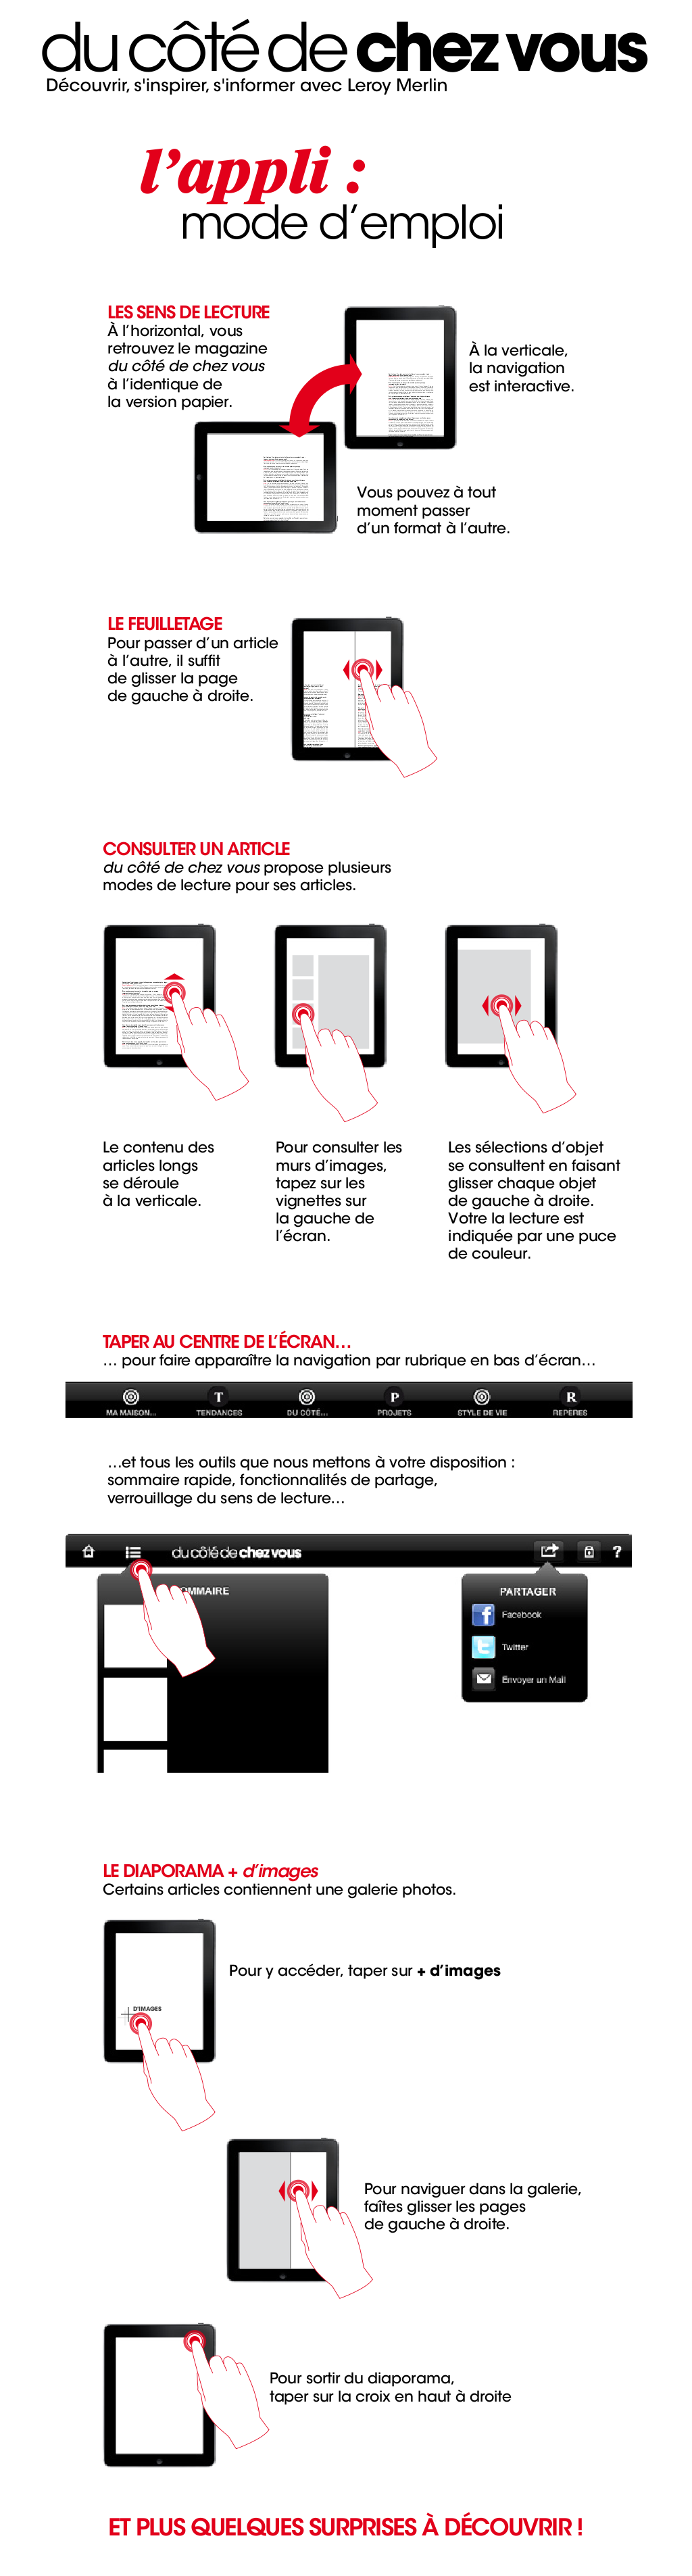 du côté de chez vous
Découvrir, s'inspirer, s'informer avec Leroy Merlin
l'appli :
mode d'emploi
LES SENS DE LECTURE
À l'horizontal, vous
retrouvez le magazine
du côté de chez vous
à l'identique de
la version papier.
À la verticale,
la navigation
est interactive.
Vous pouvez à tout
moment passer
d'un format à l'autre.
LE FEUILLETAGE
Pour passer d'un article
à l'autre, il suffit
de glisser la page
de gauche à droite.
CONSULTER UN ARTICLE
du côté de chez vous propose plusieurs
modes de lecture pour ses articles.
Le contenu des
articles longs
se déroule
à la verticale.
Pour consulter les
murs d'images,
tapez sur les
vignettes sur
la gauche de
l'écran.
Les sélections d'objet
se consultent en faisant
glisser chaque objet
de gauche à droite.
Votre la lecture est
indiquée par une puce
de couleur.
TAPER AU CENTRE DE L'ÉCRAN...
... pour faire apparaître la navigation par rubrique en bas d'écran...
T P R
MA MAISON... TENDANCES DU CÔTÉ... PROJETS STYLE DE VIE REPERES
...et tous les outils que nous mettons à votre disposition :
sommaire rapide, fonctionnalités de partage,
verrouillage du sens de lecture...
du côté de chez vous ?
OMMAIRE
PARTAGER
Facebook
Twitter
Envoyer un Mail
LE DIAPORAMA + d'images
Certains articles contiennent une galerie photos.
Pour y accéder, taper sur + d'images
D'IMAGES
Pour naviguer dans la galerie,
faîtes glisser les pages
de gauche à droite.
Pour sortir du diaporama,
taper sur la croix en haut à droite
ET PLUS QUELQUES SURPRISES À DÉCOUVRIR !